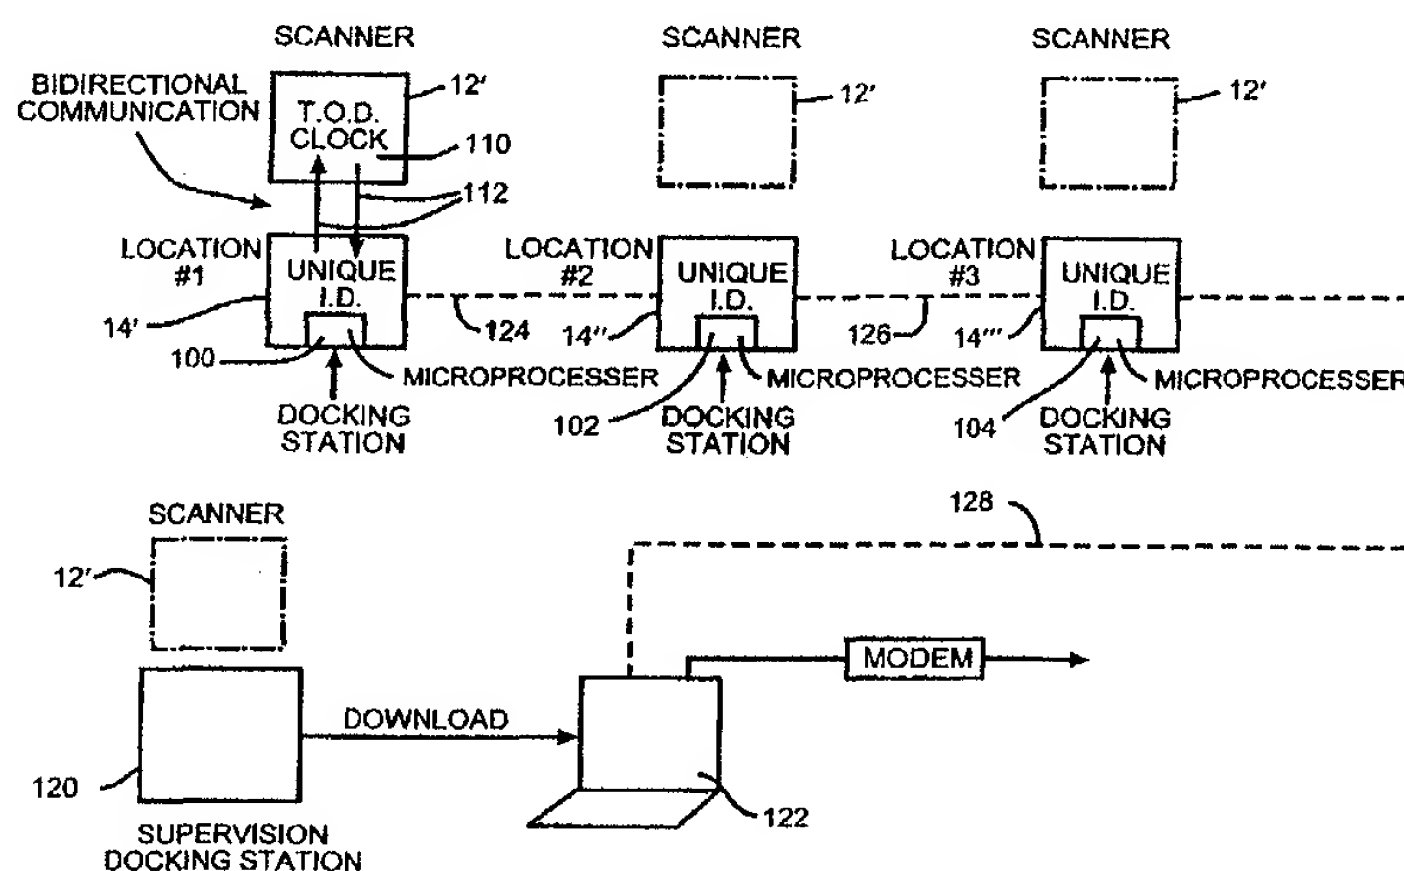 SCANNER
SCANNER
SCANNER
BIDIRECTIONAL
COMMUNICATION
T.O.D.
CLOCK
12′
110
12′
12′
112
LOCATION
#1
UNIQUE
I.D.
LOCATION
#2
UNIQUE
I.D.
LOCATION
#3
UNIQUE
I.D.
14′
124
14″
126
14‴
100
MICROPROCESSER
MICROPROCESSER
MICROPROCESSER
DOCKING
STATION
102
DOCKING
STATION
104
DOCKING
STATION
SCANNER
128
12′
MODEM
DOWNLOAD
120
122
SUPERVISION
DOCKING STATION